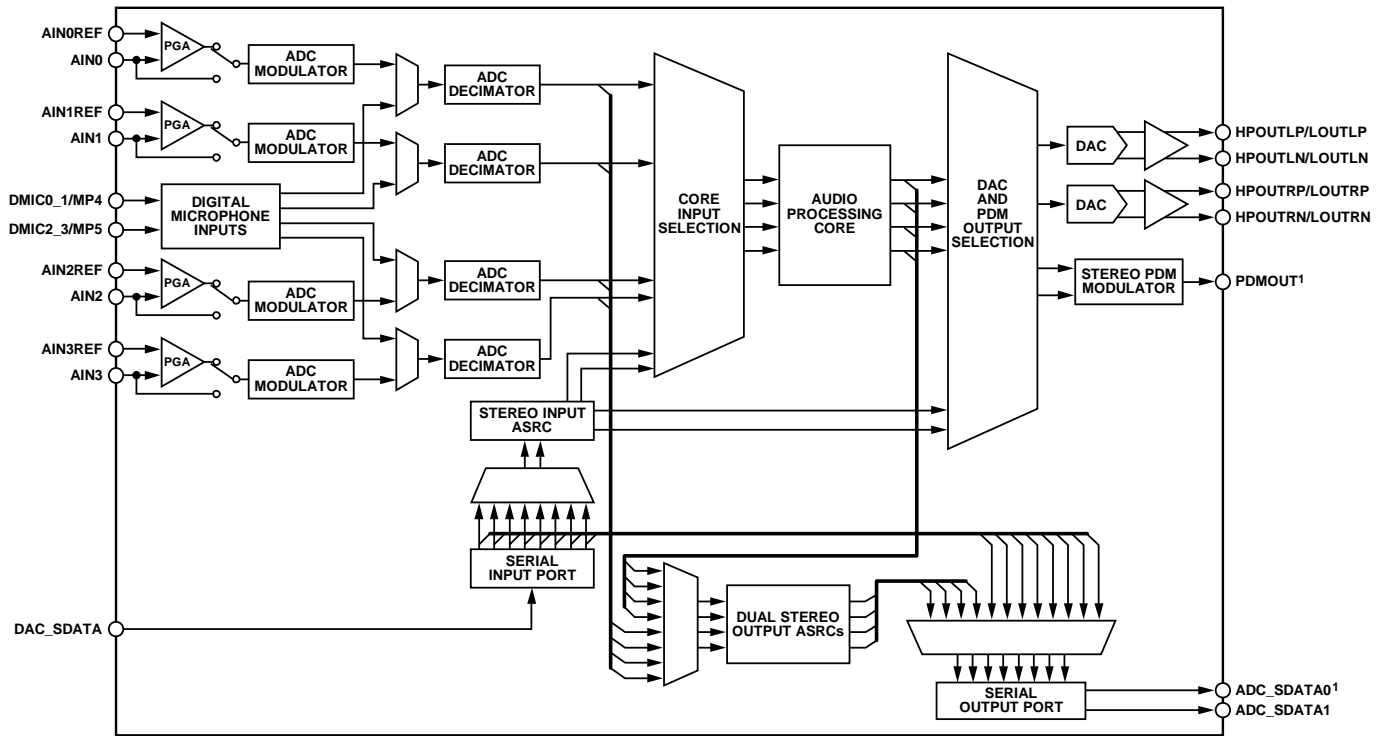 AIN0REF
AIN0
PGA
ADC
MODULATOR
ADC
DECIMATOR
AIN1REF
AIN1
PGA
ADC
MODULATOR
ADC
DECIMATOR
DMIC0_1/MP4
DMIC2_3/MP5
DIGITAL
MICROPHONE
INPUTS
AIN2REF
AIN2
PGA
ADC
MODULATOR
ADC
DECIMATOR
AIN3REF
AIN3
PGA
ADC
MODULATOR
ADC
DECIMATOR
CORE
INPUT
SELECTION
AUDIO
PROCESSING
CORE
DAC
AND
PDM
OUTPUT
SELECTION
DAC
HPOUTLP/LOUTLP
HPOUTLN/LOUTLN
DAC
HPOUTRP/LOUTRP
HPOUTRN/LOUTRN
STEREO PDM
MODULATOR
PDMOUT¹
STEREO INPUT
ASRC
SERIAL
INPUT PORT
DAC_SDATA
DUAL STEREO
OUTPUT ASRCs
SERIAL
OUTPUT PORT
ADC_SDATA0¹
ADC_SDATA1